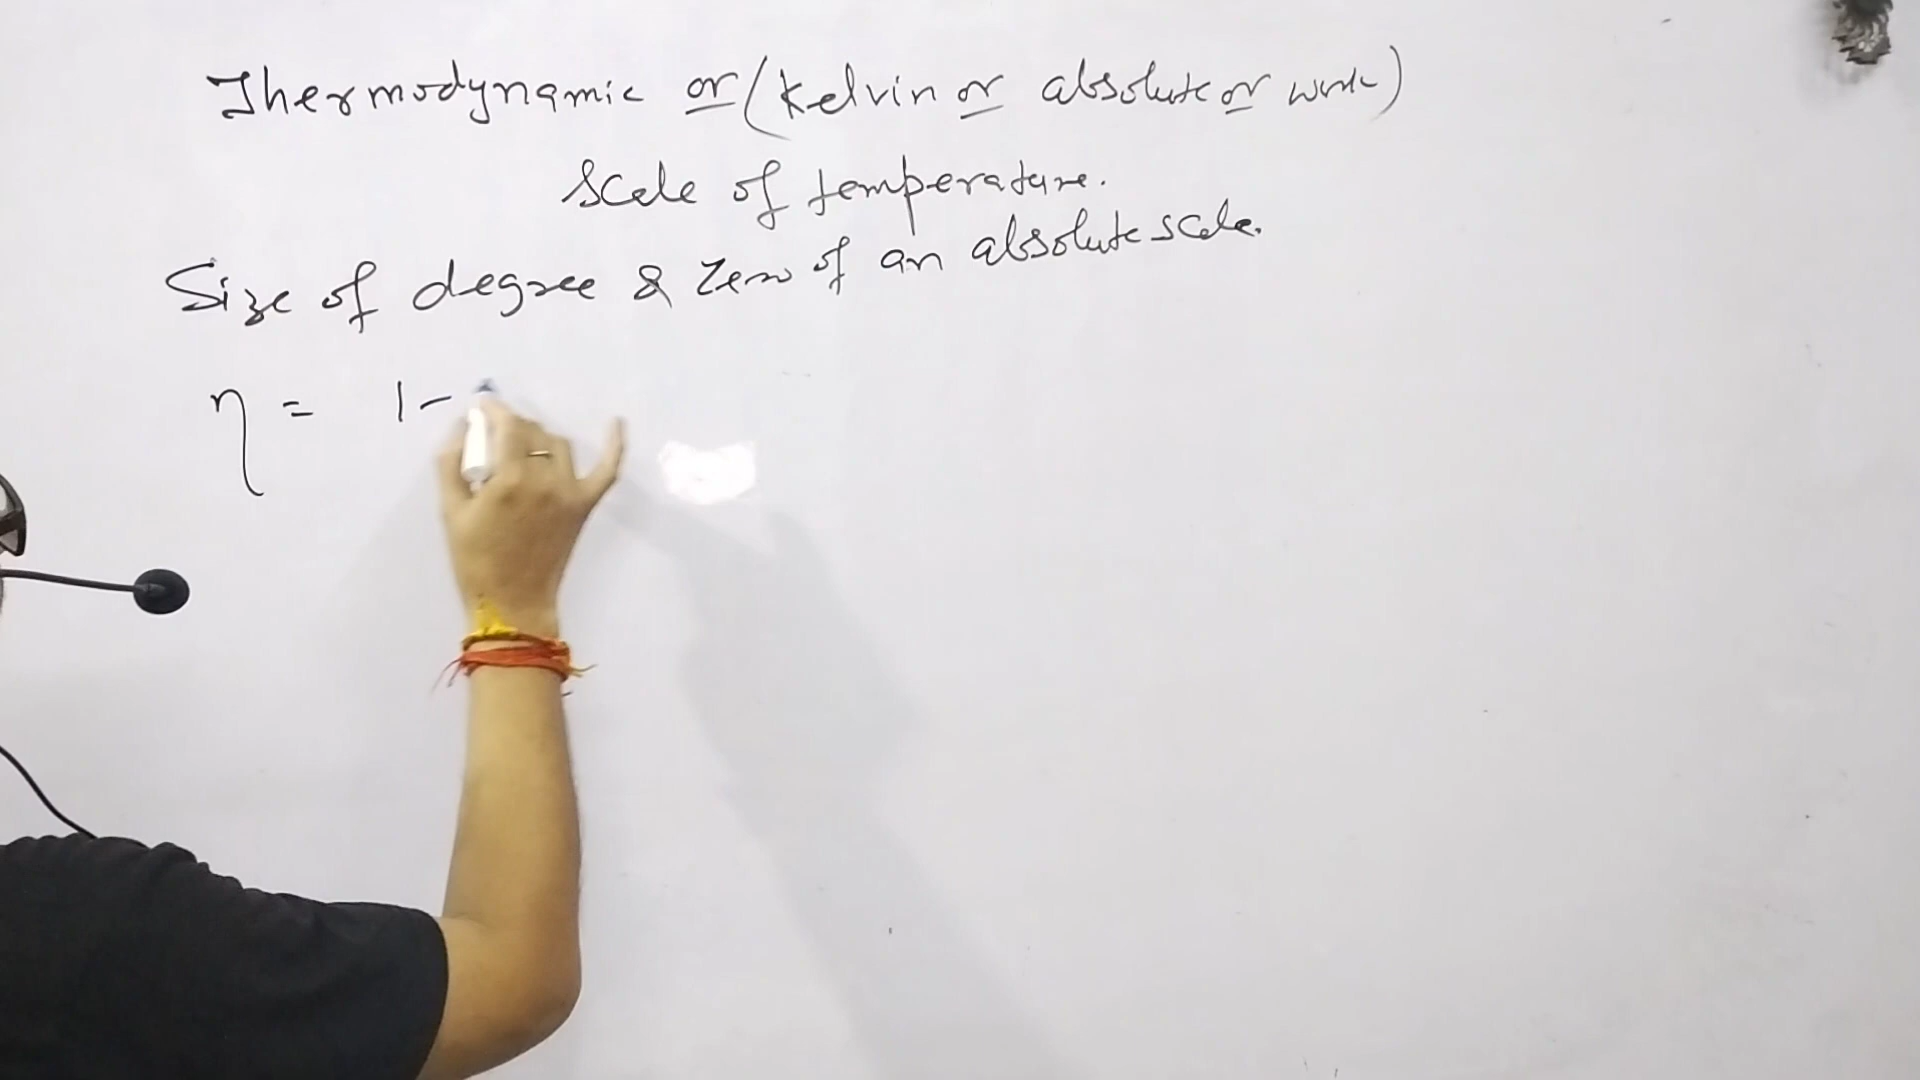 Thermodynamic or (Kelvin or absolute or work)
Scale of temperature.
Size of degree & Zero of an absolute scale.
η = 1-